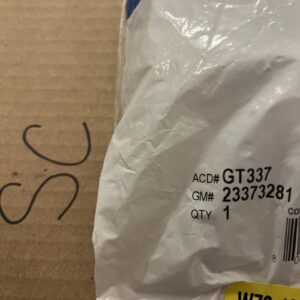 SC
ACD# GT337
GM# 23373281
QTY 1